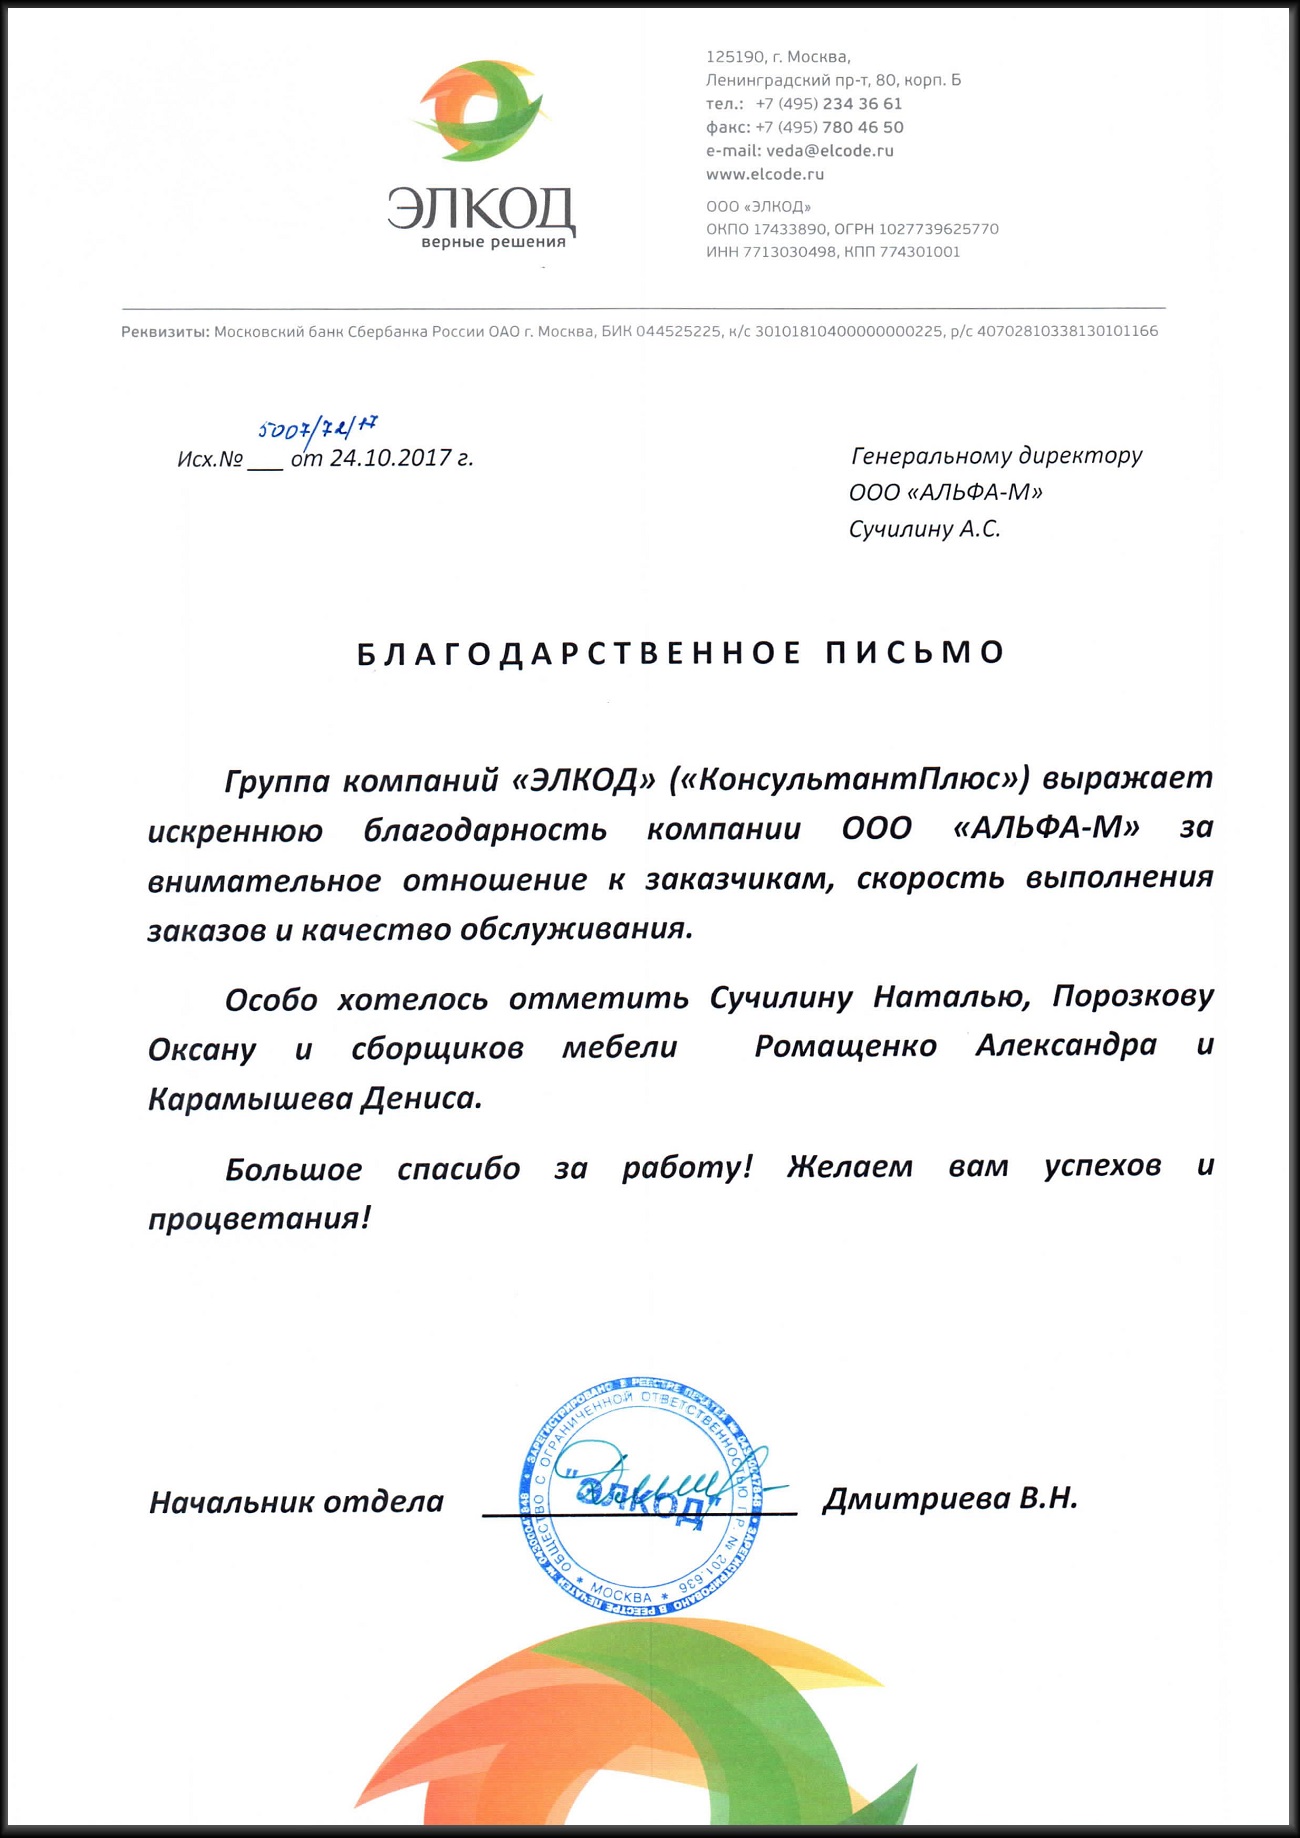 125190, г. Москва,
Ленинградский пр-т, 80, корп. Б
тел.: +7 (495) 234 36 61
факс: +7 (495) 780 46 50
e-mail: veda@elcode.ru
www.elcode.ru
ЭЛКОД
верные решения
ООО «ЭЛКОД»
ОКПО 17433890, ОГРН 1027739625770
ИНН 7713030498, КПП 774301001
Реквизиты: Московский банк Сбербанка России ОАО г. Москва, БИК 044525225, к/с 30101810400000000225, р/с 40702810338130101166
5007/72/17
Исх.№ ___ от 24.10.2017 г.
Генеральному директору
ООО «АЛЬФА-М»
Сучилину А.С.
БЛАГОДАРСТВЕННОЕ ПИСЬМО
Группа компаний «ЭЛКОД» («КонсультантПлюс») выражает
искреннюю благодарность компании ООО «АЛЬФА-М» за
внимательное отношение к заказчикам, скорость выполнения
заказов и качество обслуживания.
Особо хотелось отметить Сучилину Наталью, Порозкову
Оксану и сборщиков мебели Ромащенко Александра и
Карамышева Дениса.
Большое спасибо за работу! Желаем вам успехов и
процветания!
Начальник отдела Дмитриева В.Н.
ЗАРЕГИСТРИРОВАНО В РЕЕСТРЕ ПЕЧАТЕЙ
ОБЩЕСТВО С ОГРАНИЧЕННОЙ ОТВЕТСТВЕННОСТЬЮ Г.Р. № 201.636
* МОСКВА *
"ЭЛКОД"